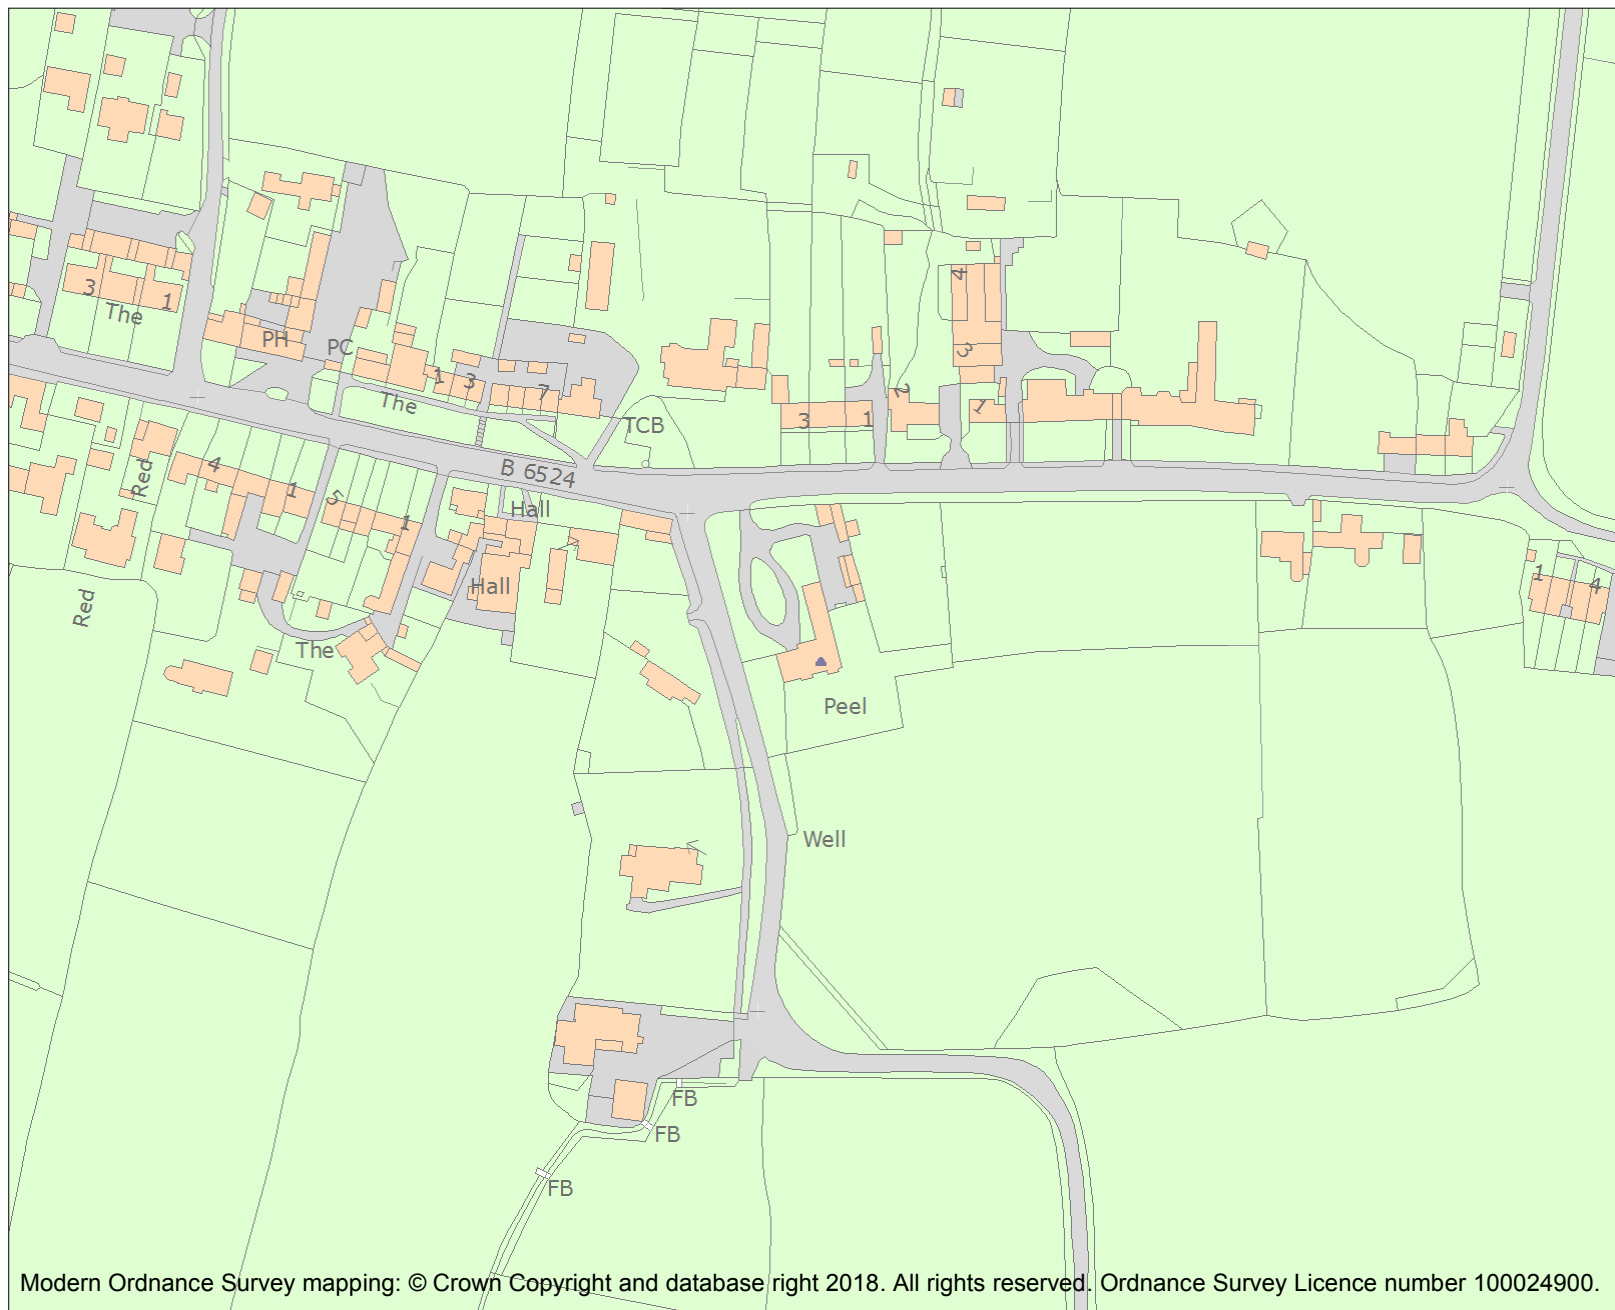 4
3
1
The
PH
PC
3
1
3
7
The
2
1
3
1
TCB
B 6524
4
1
5
1
Red
Hall
Hall
1
4
Red
The
Peel
Well
FB
FB
FB
Modern Ordnance Survey mapping: © Crown Copyright and database right 2018. All rights reserved. Ordnance Survey Licence number 100024900.